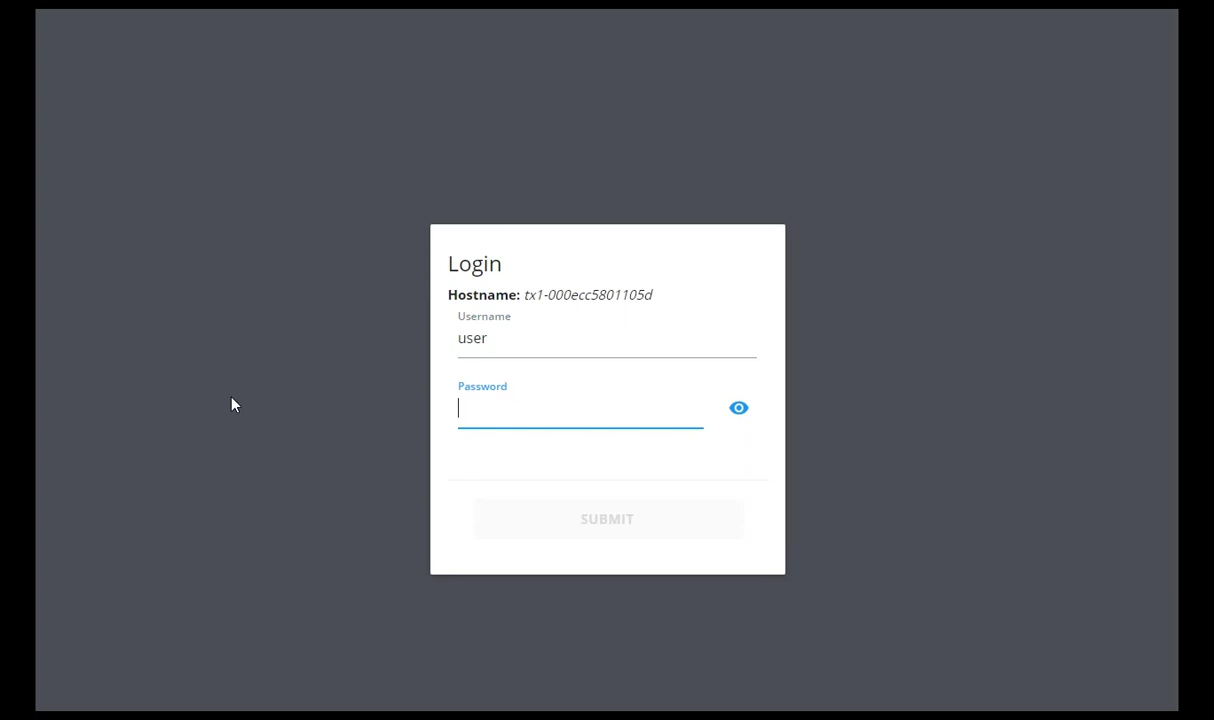 Login
Hostname: tx1-000ecc5801105d
Username
user
Password
SUBMIT